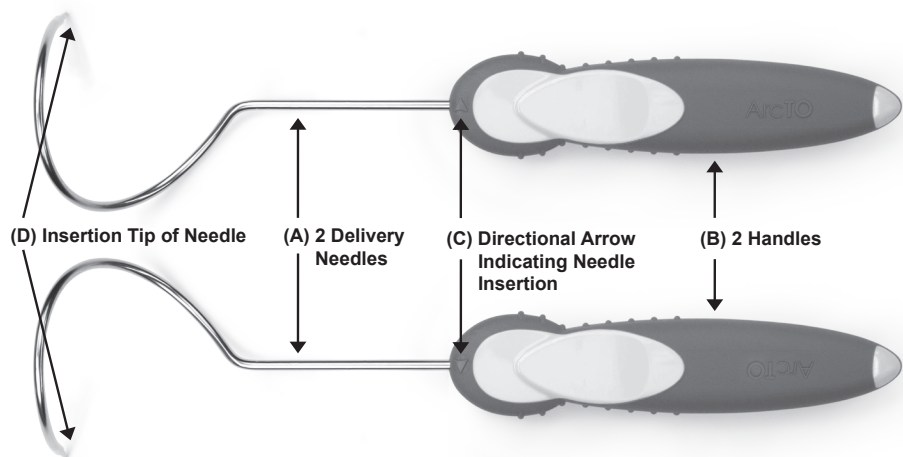 ArcTO
(D) Insertion Tip of Needle
(A) 2 Delivery
Needles
(C) Directional Arrow
Indicating Needle
Insertion
(B) 2 Handles
ArcTO